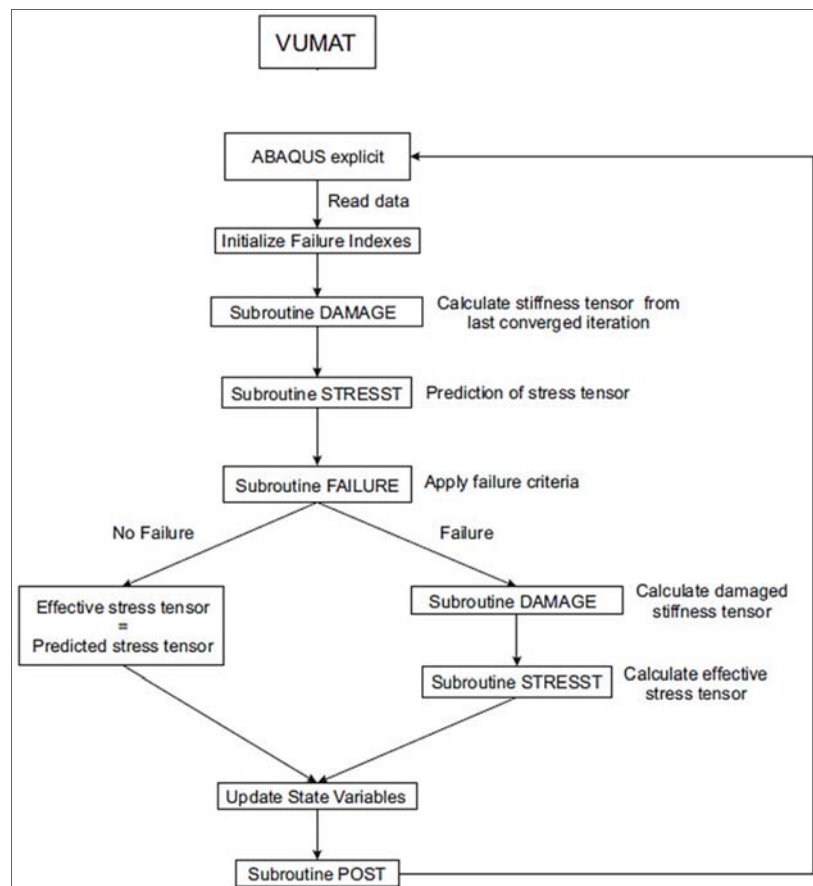 VUMAT
ABAQUS explicit
Read data
Initialize Failure Indexes
Subroutine DAMAGE
Calculate stiffness tensor from
last converged iteration
Subroutine STRESST
Prediction of stress tensor
Subroutine FAILURE
Apply failure criteria
No Failure
Failure
Effective stress tensor
=
Predicted stress tensor
Subroutine DAMAGE
Calculate damaged
stiffness tensor
Subroutine STRESST
Calculate effective
stress tensor
Update State Variables
Subroutine POST